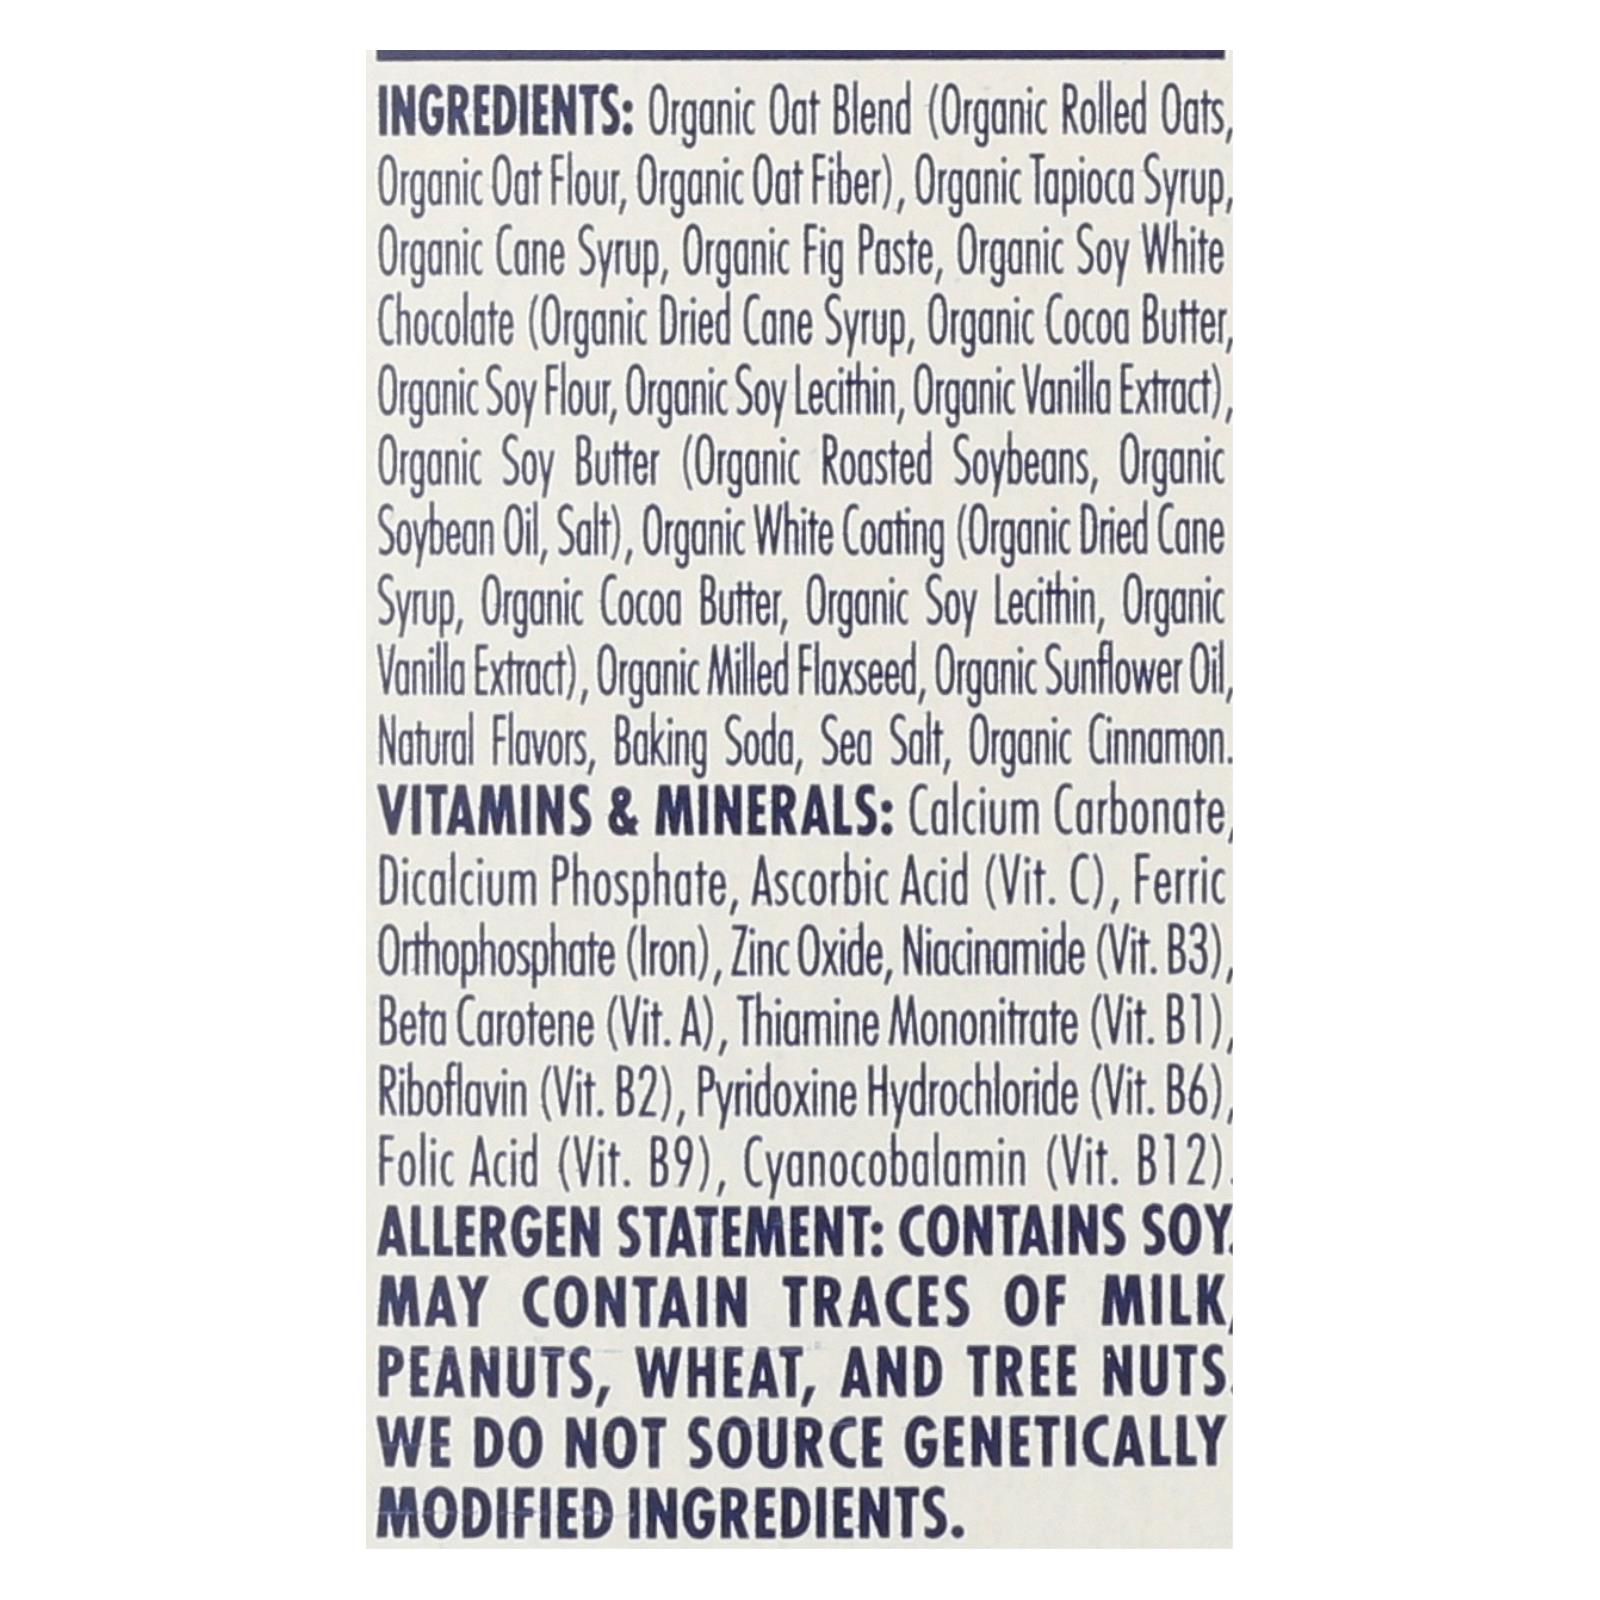 INGREDIENTS: Organic Oat Blend (Organic Rolled Oats,
Organic Oat Flour, Organic Oat Fiber), Organic Tapioca Syrup,
Organic Cane Syrup, Organic Fig Paste, Organic Soy White
Chocolate (Organic Dried Cane Syrup, Organic Cocoa Butter,
Organic Soy Flour, Organic Soy Lecithin, Organic Vanilla Extract),
Organic Soy Butter (Organic Roasted Soybeans, Organic
Soybean Oil, Salt), Organic White Coating (Organic Dried Cane
Syrup, Organic Cocoa Butter, Organic Soy Lecithin, Organic
Vanilla Extract), Organic Milled Flaxseed, Organic Sunflower Oil,
Natural Flavors, Baking Soda, Sea Salt, Organic Cinnamon.
VITAMINS & MINERALS: Calcium Carbonate,
Dicalcium Phosphate, Ascorbic Acid (Vit. C), Ferric
Orthophosphate (Iron), Zinc Oxide, Niacinamide (Vit. B3),
Beta Carotene (Vit. A), Thiamine Mononitrate (Vit. B1),
Riboflavin (Vit. B2), Pyridoxine Hydrochloride (Vit. B6),
Folic Acid (Vit. B9), Cyanocobalamin (Vit. B12).
ALLERGEN STATEMENT: CONTAINS SOY.
MAY CONTAIN TRACES OF MILK,
PEANUTS, WHEAT, AND TREE NUTS.
WE DO NOT SOURCE GENETICALLY
MODIFIED INGREDIENTS.